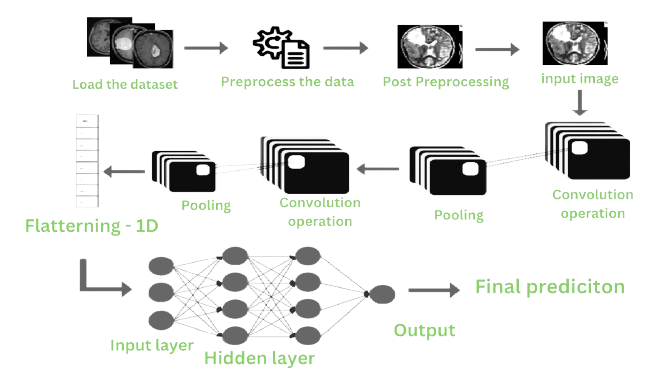 Load the dataset
Preprocess the data
Post Preprocessing
input image
Convolution
operation
Pooling
Convolution
operation
Pooling
Flatterning - 1D
Input layer
Hidden layer
Output
Final prediciton